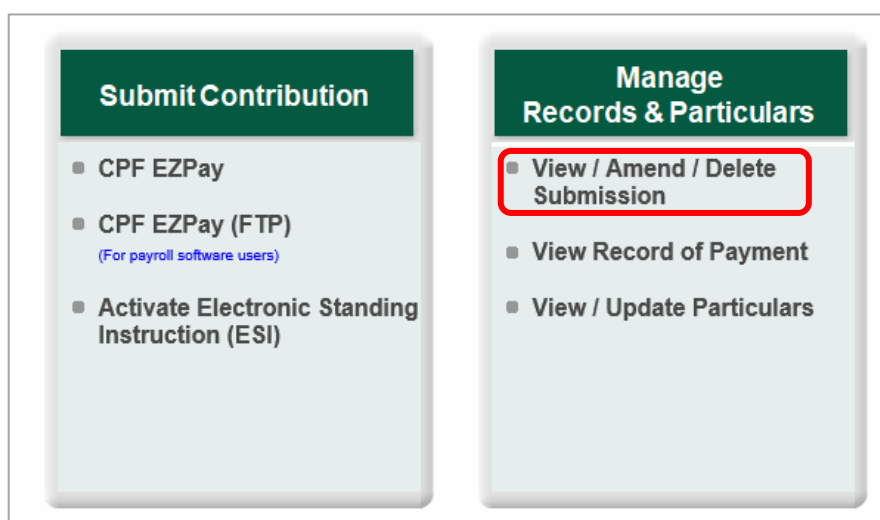 Submit Contribution
CPF EZPay
CPF EZPay (FTP)
(For payroll software users)
Activate Electronic Standing
Instruction (ESI)
Manage
Records & Particulars
View / Amend / Delete
Submission
View Record of Payment
View / Update Particulars